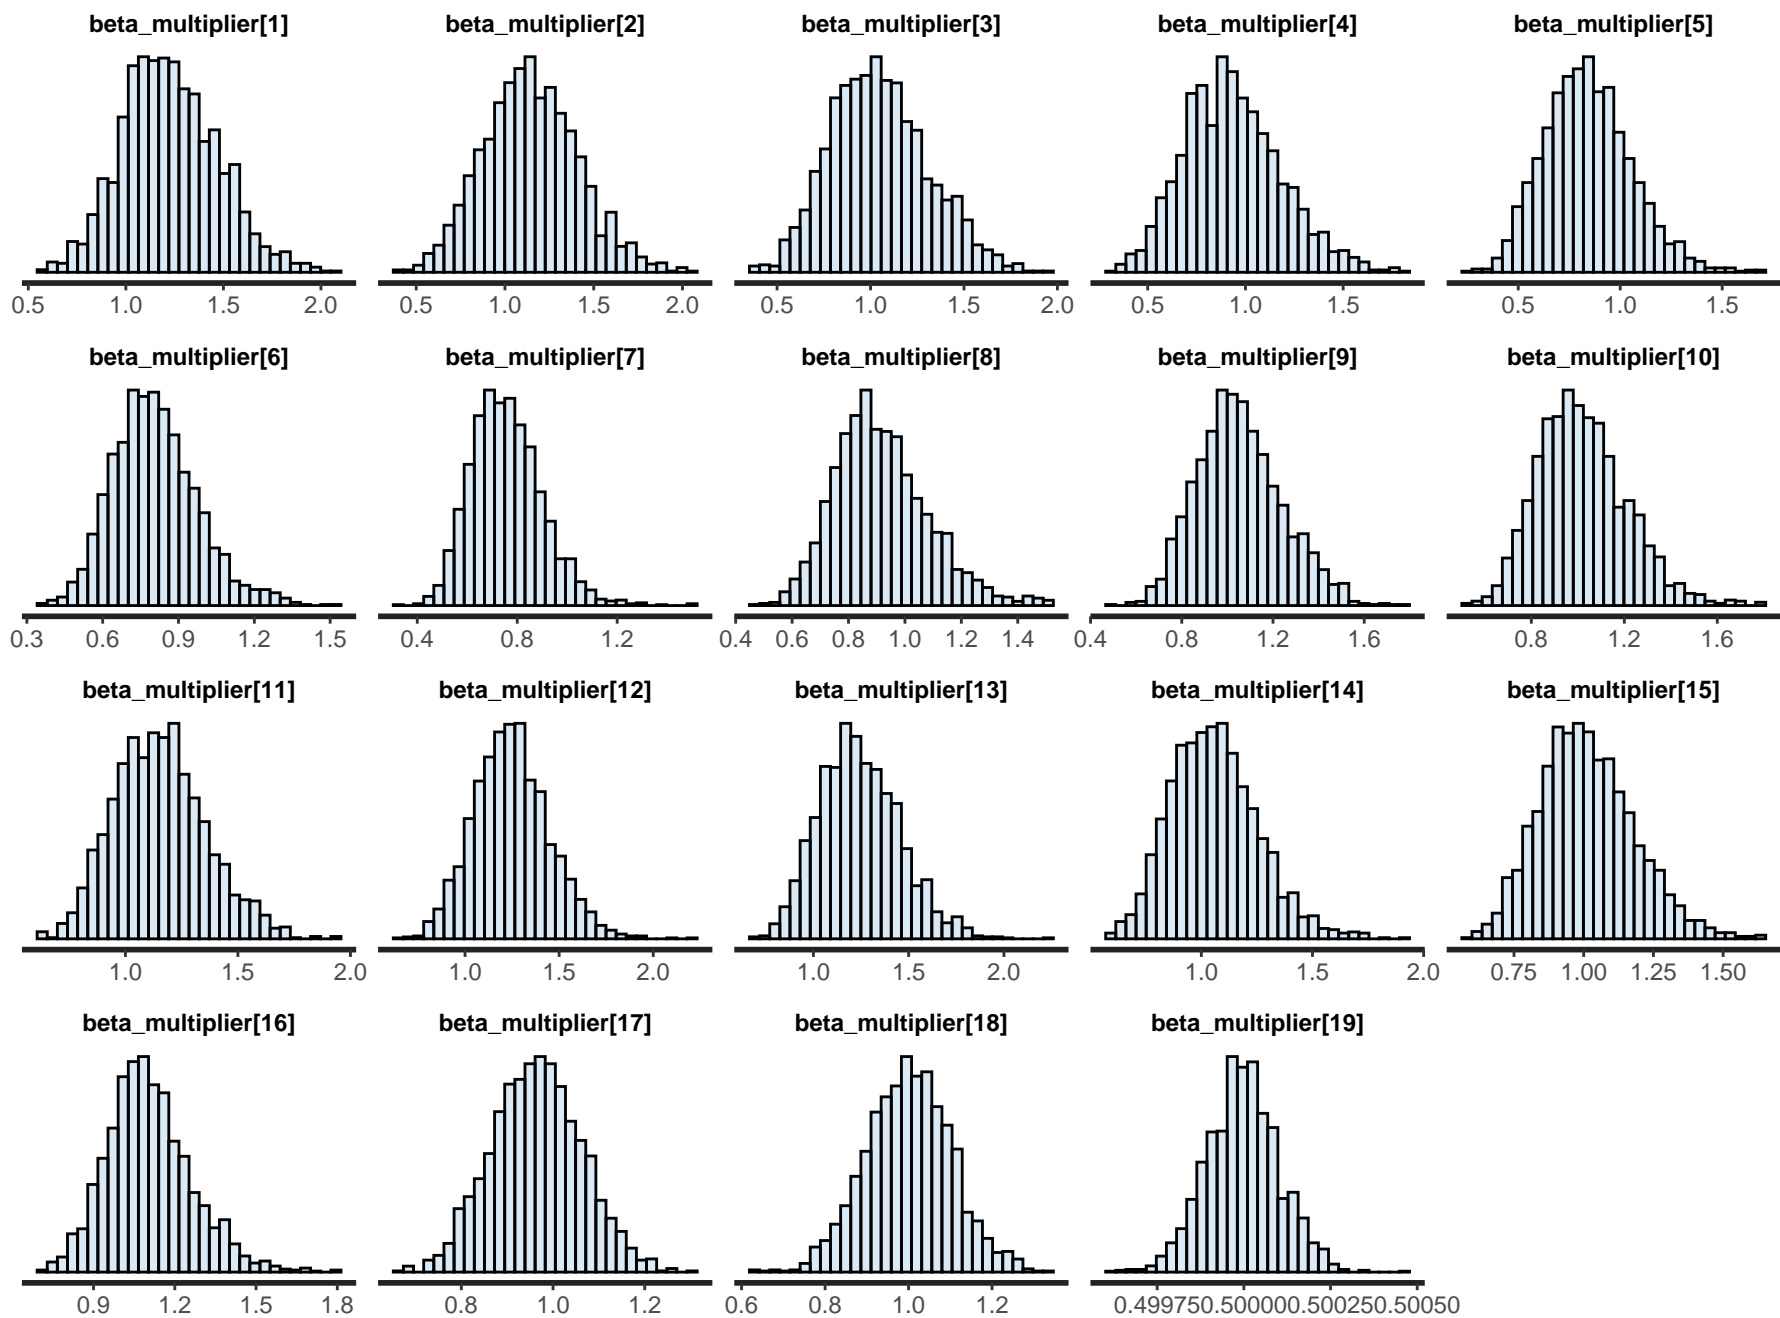 beta_multiplier[1] beta_multiplier[2] beta_multiplier[3] beta_multiplier[4] beta_multiplier[5]
0.5 1.0 1.5 2.0 0.5 1.0 1.5 2.0 0.5 1.0 1.5 2.0 0.5 1.0 1.5 0.5 1.0 1.5
beta_multiplier[6] beta_multiplier[7] beta_multiplier[8] beta_multiplier[9] beta_multiplier[10]
0.3 0.6 0.9 1.2 1.5 0.4 0.8 1.2 0.4 0.6 0.8 1.0 1.2 1.4 0.4 0.8 1.2 1.6 0.8 1.2 1.6
beta_multiplier[11] beta_multiplier[12] beta_multiplier[13] beta_multiplier[14] beta_multiplier[15]
1.0 1.5 2.0 1.0 1.5 2.0 1.0 1.5 2.0 1.0 1.5 2.0 0.75 1.00 1.25 1.50
beta_multiplier[16] beta_multiplier[17] beta_multiplier[18] beta_multiplier[19]
0.9 1.2 1.5 1.8 0.8 1.0 1.2 0.6 0.8 1.0 1.2 0.49975 0.50000 0.50025 0.50050